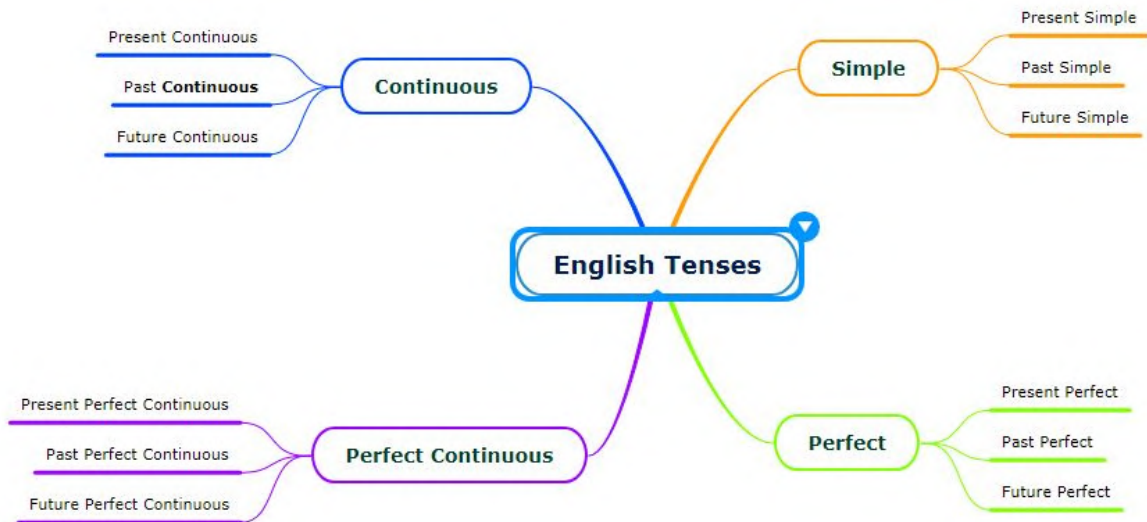 English Tenses
Simple
Present Simple
Past Simple
Future Simple
Continuous
Present Continuous
Past Continuous
Future Continuous
Perfect
Present Perfect
Past Perfect
Future Perfect
Perfect Continuous
Present Perfect Continuous
Past Perfect Continuous
Future Perfect Continuous